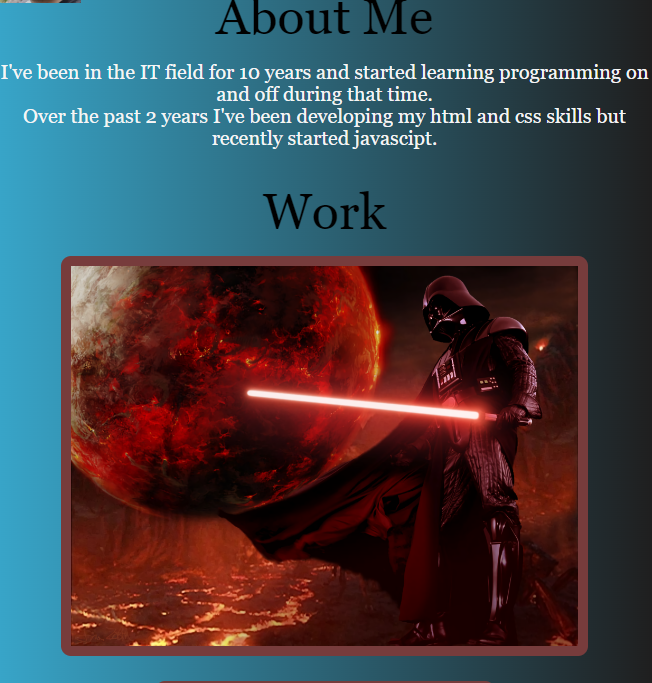 About Me
I've been in the IT field for 10 years and started learning programming on
and off during that time.
Over the past 2 years I've been developing my html and css skills but
recently started javascipt.
Work